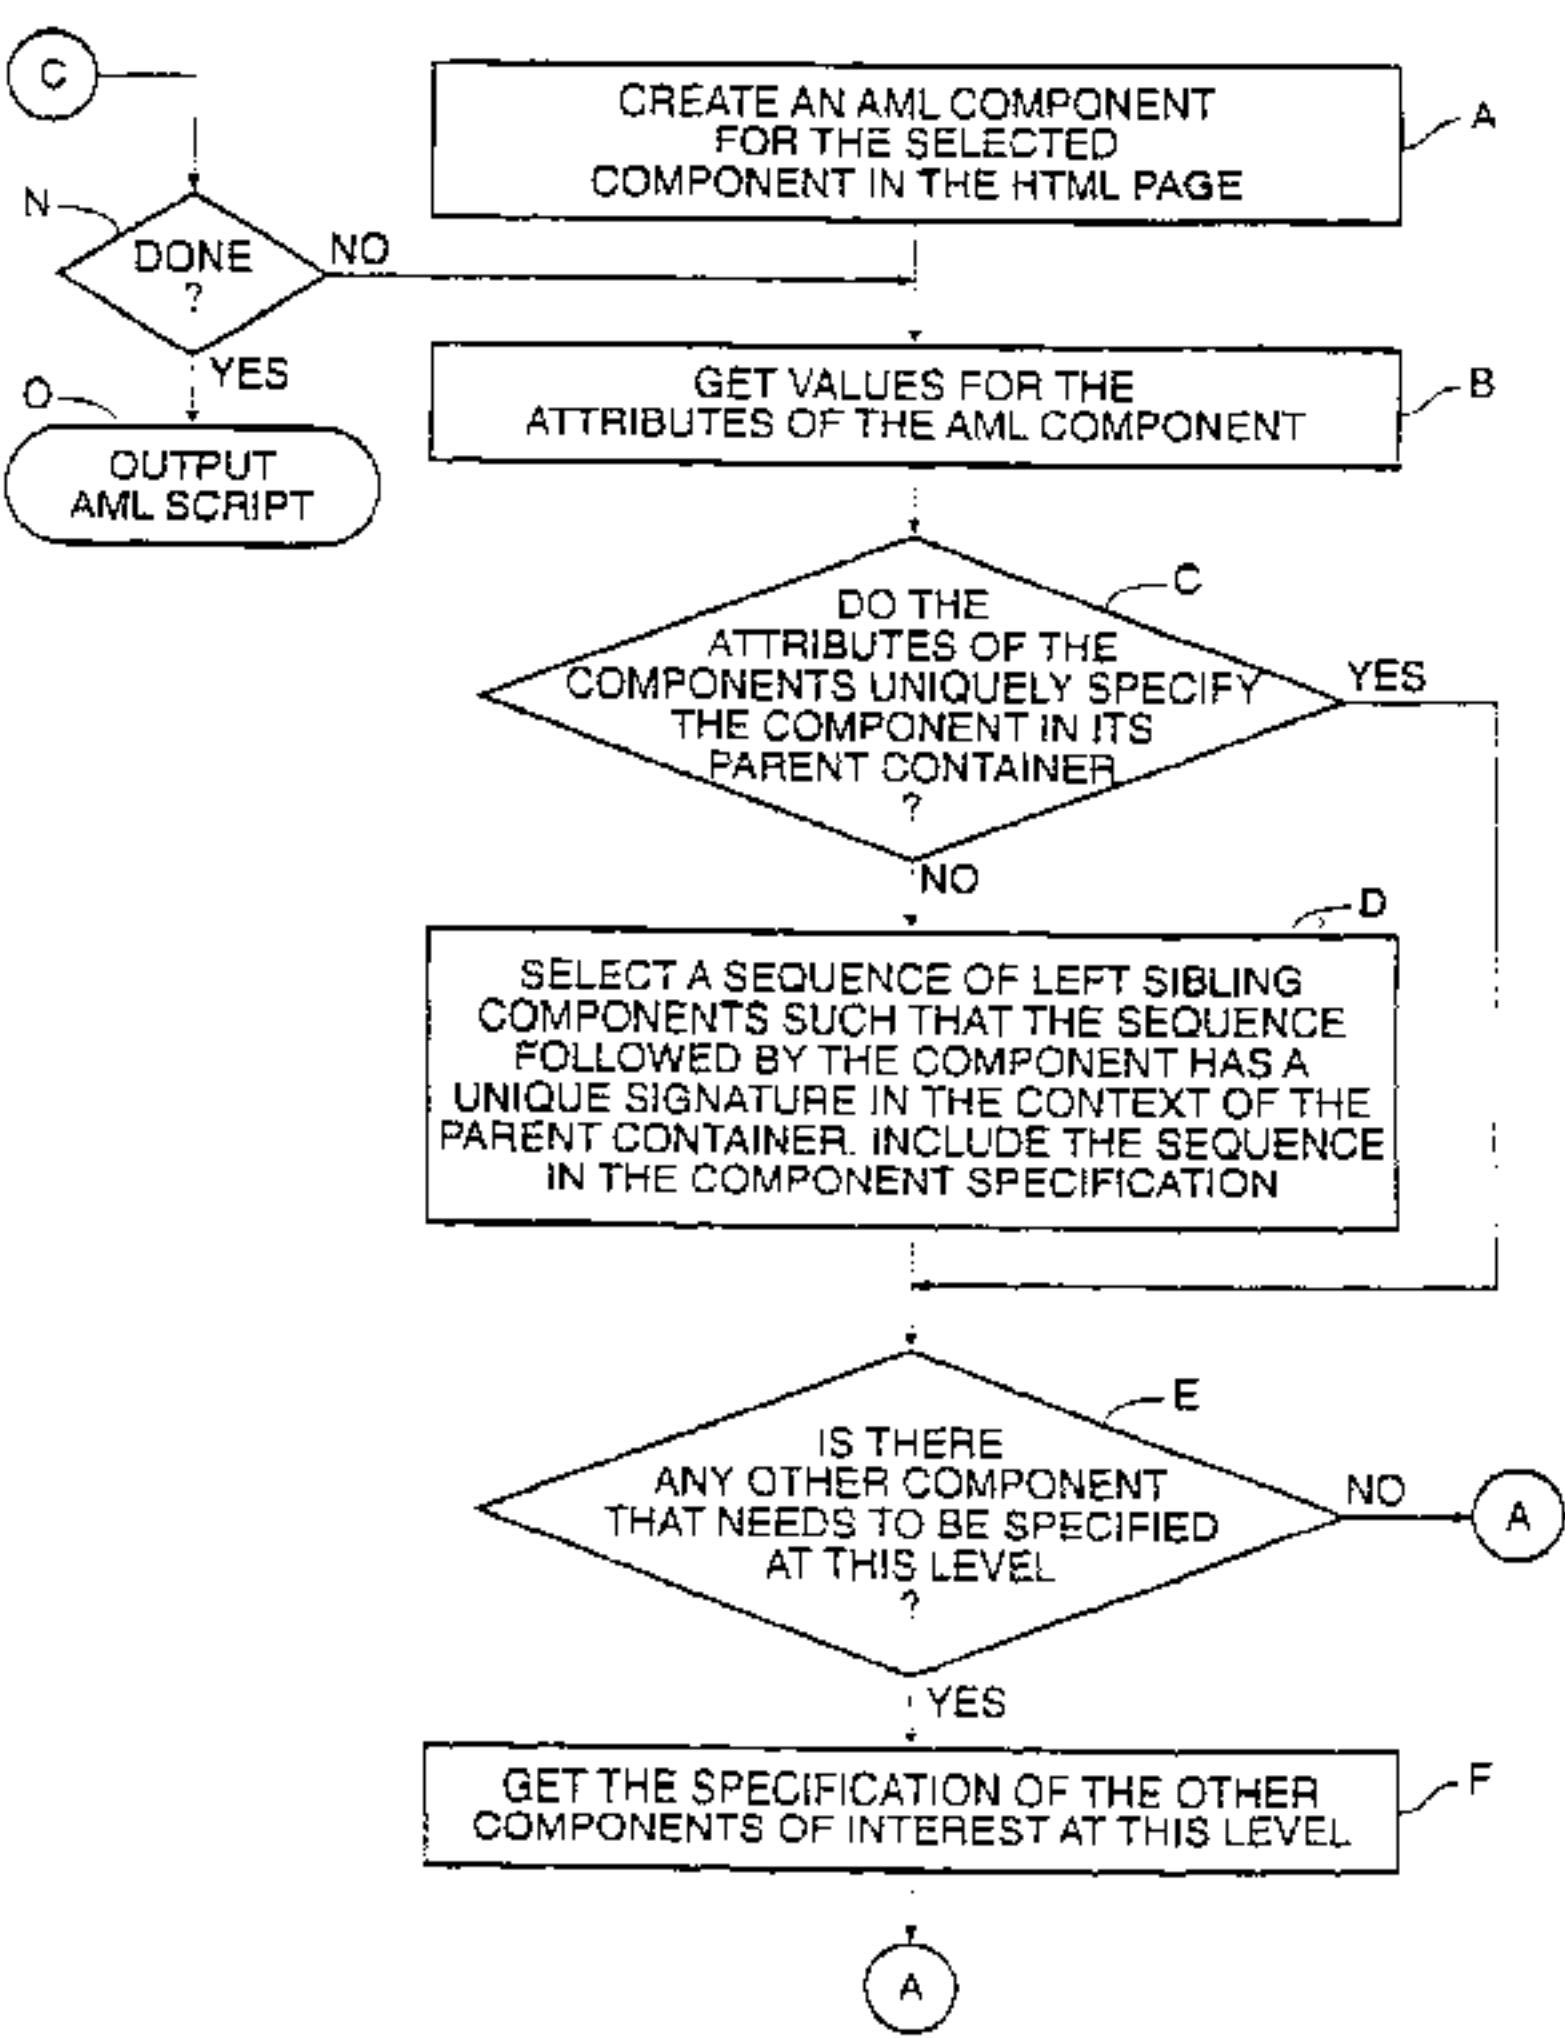 C
CREATE AN AML COMPONENT
FOR THE SELECTED
COMPONENT IN THE HTML PAGE
A
N
DONE
?
NO
YES
O
OUTPUT
AML SCRIPT
GET VALUES FOR THE
ATTRIBUTES OF THE AML COMPONENT
B
DO THE
ATTRIBUTES OF THE
COMPONENTS UNIQUELY SPECIFY
THE COMPONENT IN ITS
PARENT CONTAINER
?
C
YES
NO
D
SELECT A SEQUENCE OF LEFT SIBLING
COMPONENTS SUCH THAT THE SEQUENCE
FOLLOWED BY THE COMPONENT HAS A
UNIQUE SIGNATURE IN THE CONTEXT OF THE
PARENT CONTAINER. INCLUDE THE SEQUENCE
IN THE COMPONENT SPECIFICATION
E
IS THERE
ANY OTHER COMPONENT
THAT NEEDS TO BE SPECIFIED
AT THIS LEVEL
?
NO
A
YES
GET THE SPECIFICATION OF THE OTHER
COMPONENTS OF INTEREST AT THIS LEVEL
F
A